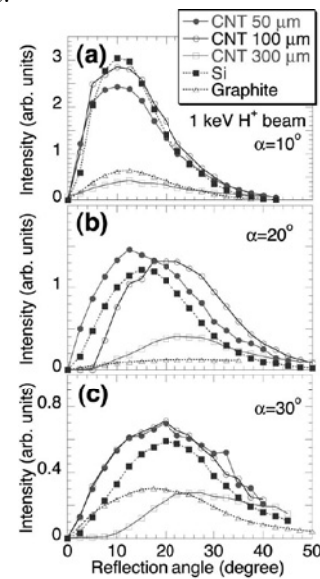 CNT 50 μm
CNT 100 μm
CNT 300 μm
Si
Graphite
(a)
1 keV H+ beam
α=10°
3
2
1
0
Intensity (arb. units)
(b)
α=20°
1
0
Intensity (arb. units)
(c)
α=30°
0.8
0.4
0
Intensity (arb. units)
0 10 20 30 40 50
Reflection angle (degree)